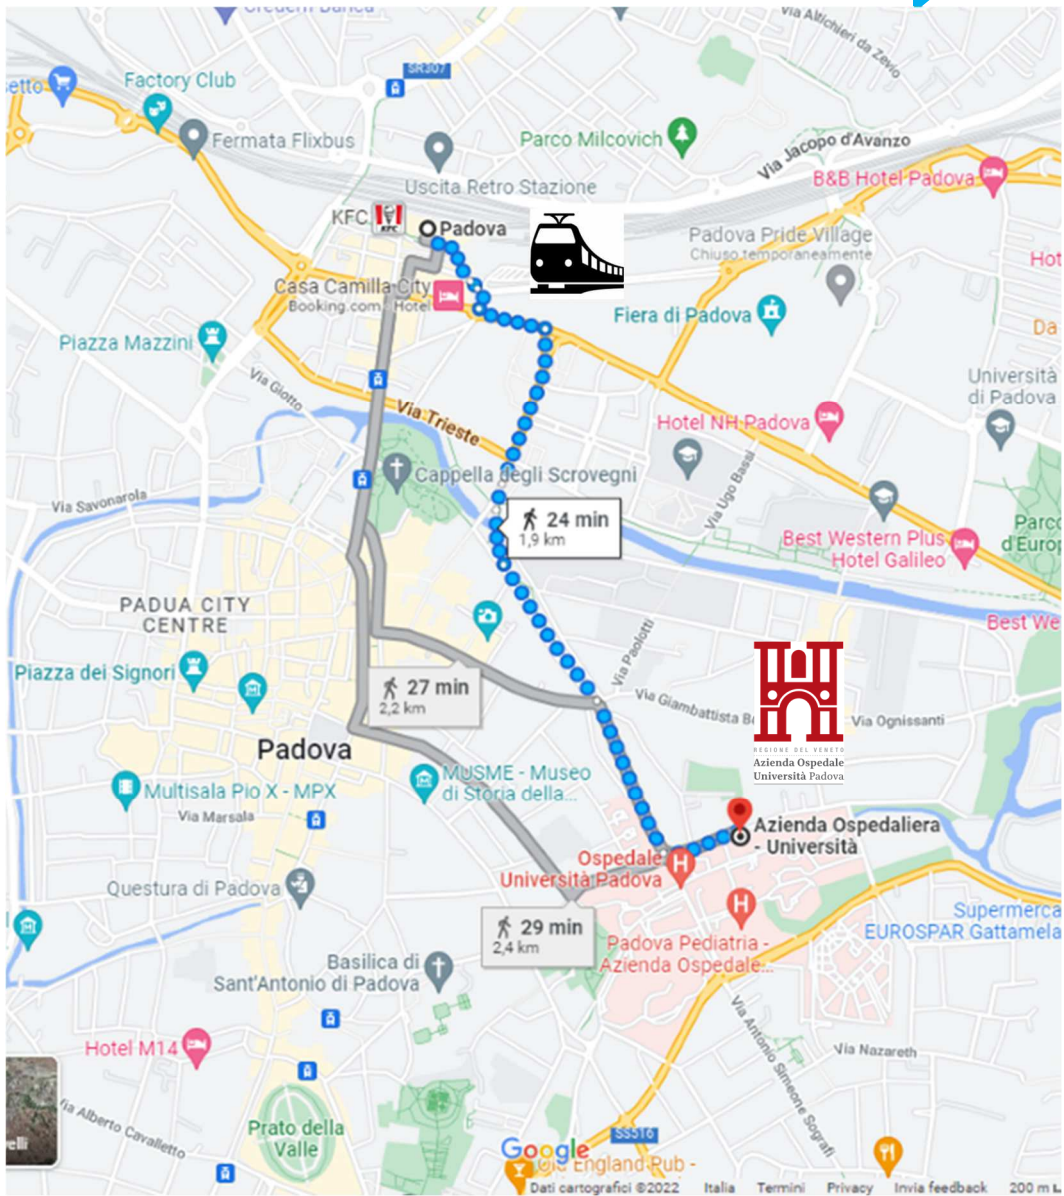 Credem Banca
Via Altichieri da Zevio
SR307
Factory Club
Fermata Flixbus
Parco Milcovich
Via Jacopo d'Avanzo
B&B Hotel Padova
Uscita Retro Stazione
KFC
KFC
Padova
Padova Pride Village
Chiuso temporaneamente
Casa Camilla City
Booking.com · Hotel
Fiera di Padova
Piazza Mazzini
Via Giotto
Via Trieste
Università
di Padova
Hotel NH Padova
Cappella degli Scrovegni
Via Ugo Bassi
Via Savonarola
24 min
1,9 km
Best Western Plus
Hotel Galileo
PADUA CITY
CENTRE
Via Paolotti
Piazza dei Signori
27 min
2,2 km
Via Giambattista
Via Ognissanti
REGIONE DEL VENETO
Azienda Ospedale
Università Padova
Padova
MUSME - Museo
di Storia della...
Multisala Pio X - MPX
Via Marsala
Azienda Ospedaliera
- Università
Ospedale
Università Padova
H
Questura di Padova
H
29 min
2,4 km
Padova Pediatria -
Azienda Ospedale...
EUROSPAR Gattamela
Basilica di
Sant'Antonio di Padova
Hotel M14
Via Antonio Simeone Sografi
Via Nazareth
Via Alberto Cavalletto
Prato della
Valle
SS516
Google
Old England Pub -
Dati cartografici ©2022 Italia Termini Privacy Invia feedback 200 m